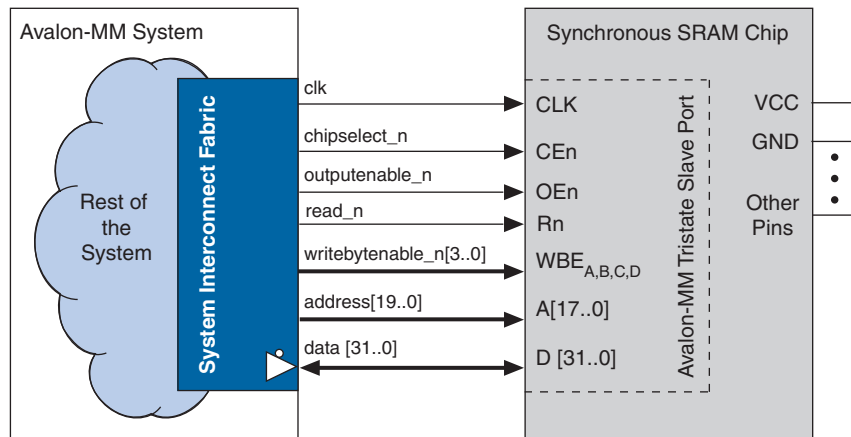 Avalon-MM System
Synchronous SRAM Chip
Rest of
the
System
System Interconnect Fabric
clk
chipselect_n
outputenable_n
read_n
writebytenable_n[3..0]
address[19..0]
data [31..0]
CLK
CEn
OEn
Rn
WBEA,B,C,D
A[17..0]
D [31..0]
Avalon-MM Tristate Slave Port
VCC
GND
Other
Pins